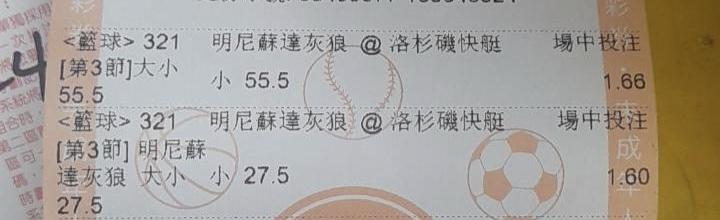 <籃球> 321 明尼蘇達灰狼 @ 洛杉磯快艇 場中投注
[第3節]大小 小 55.5 1.66
55.5
<籃球> 321 明尼蘇達灰狼 @ 洛杉磯快艇 場中投注
[第3節] 明尼蘇
達灰狼 大小 小 27.5 1.60
27.5